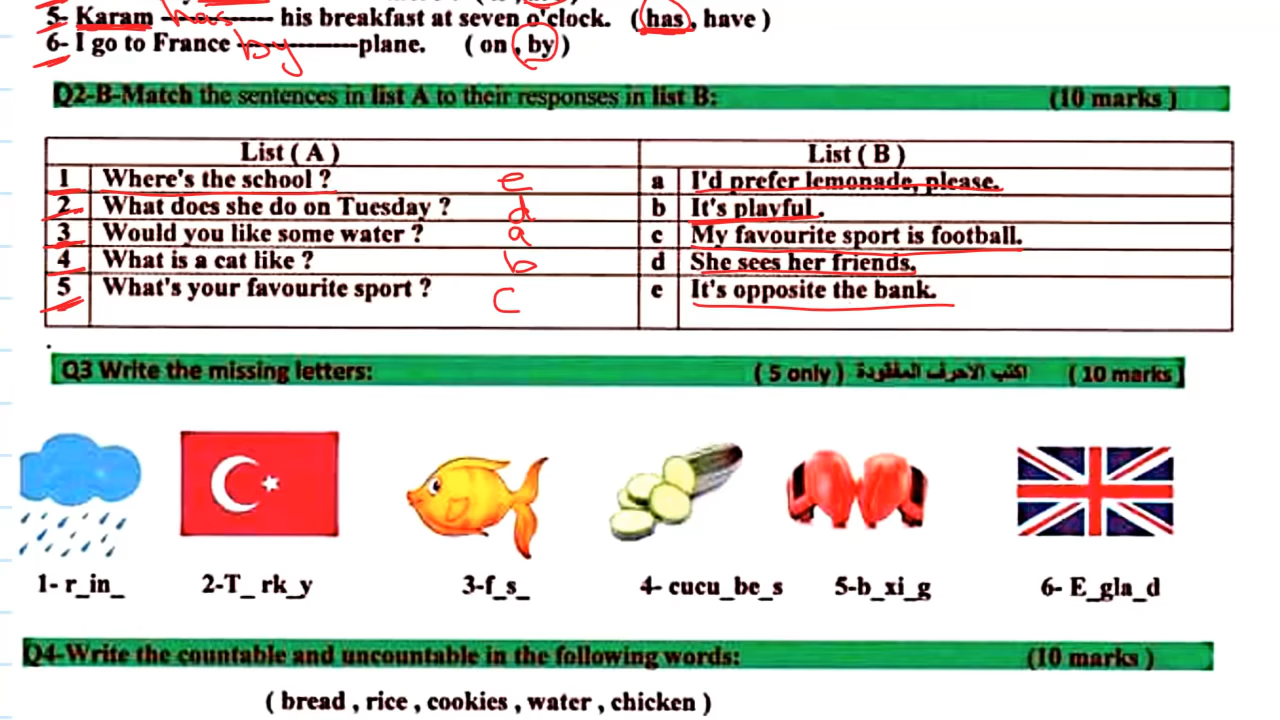 5- Karam ------------ his breakfast at seven o'clock. ( has , have )
has
6- I go to France ------------plane. ( on , by )
by
Q2-B-Match the sentences in list A to their responses in list B: (10 marks )
List ( A ) List ( B )
1 Where's the school ? e a I'd prefer lemonade, please.
2 What does she do on Tuesday ? d b It's playful .
3 Would you like some water ? a c My favourite sport is football.
4 What is a cat like ? b d She sees her friends.
5 What's your favourite sport ? C e It's opposite the bank.
Q3 Write the missing letters: ( 5 only ) اكتب الاحرف المفقودة ( 10 marks )
1- r_in_ 2-T_ rk_y 3-f_s_ 4- cucu_be_s 5-b_xi_g 6- E_gla_d
Q4-Write the countable and uncountable in the following words: (10 marks )
( bread , rice , cookies , water , chicken )